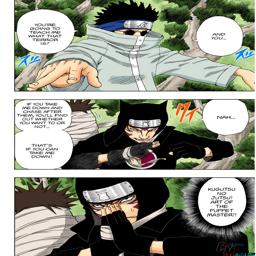 YOU'RE
GOING TO
TEACH ME
WHAT THAT
TERROR
IS?
AND
YOU...
IF YOU TAKE
ME DOWN AND
CHASE AFTER
THEM, YOU'LL FIND
OUT WHETHER
YOU WANT TO
OR NOT...
NAH...
THAT'S
IF YOU CAN
TAKE ME
DOWN!
KUGUTSU
NO
JUTSU!
ART OF
THE
PUPPET
MASTER!!